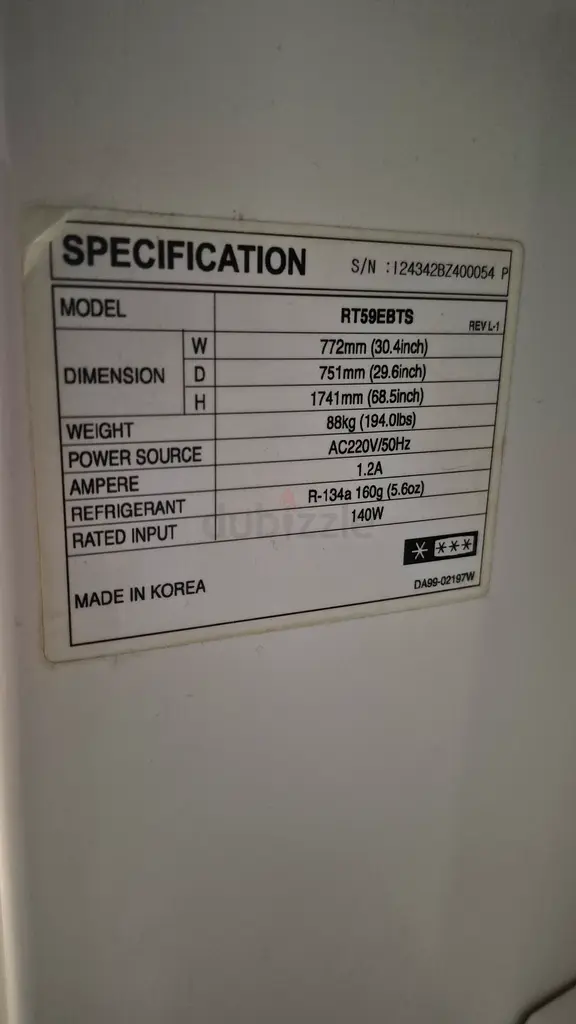 SPECIFICATION S/N :I24342BZ400054 P
MODEL RT59EBTS REV L-1
DIMENSION W 772mm (30.4inch)
D 751mm (29.6inch)
H 1741mm (68.5inch)
WEIGHT 88kg (194.0lbs)
POWER SOURCE AC220V/50Hz
AMPERE 1.2A
REFRIGERANT R-134a 160g (5.6oz)
RATED INPUT 140W
dubizzle
* ***
MADE IN KOREA DA99-02197W